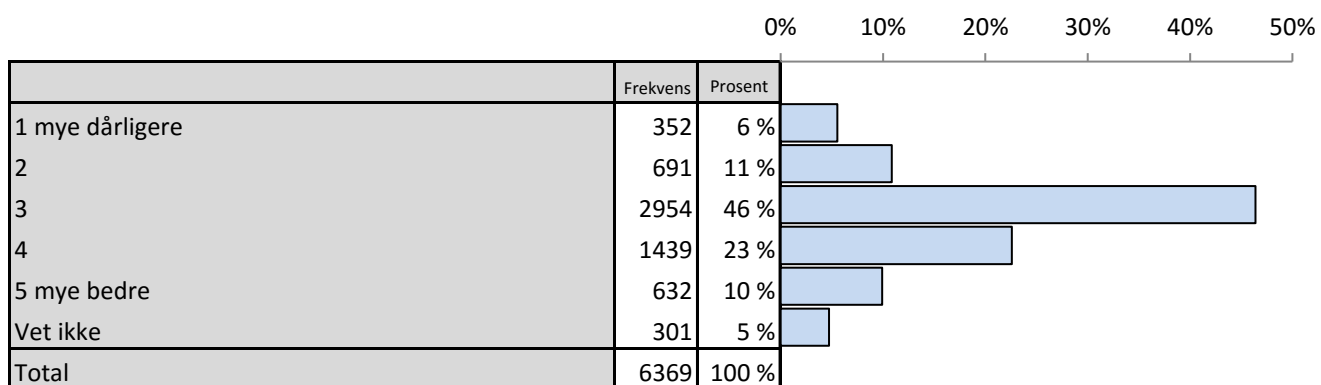 0% 10% 20% 30% 40% 50%
Frekvens Prosent
1 mye dårligere 352 6 %
2 691 11 %
3 2954 46 %
4 1439 23 %
5 mye bedre 632 10 %
Vet ikke 301 5 %
Total 6369 100 %